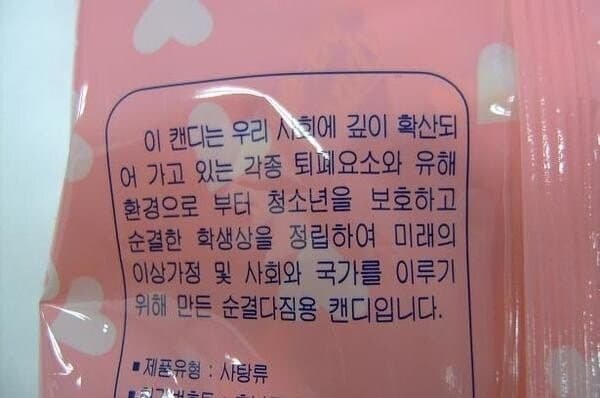 이 캔디는 우리 사회에 깊이 확산되
어 가고 있는 각종 퇴폐요소와 유해
환경으로 부터 청소년을 보호하고
순결한 학생상을 정립하여 미래의
이상가정 및 사회와 국가를 이루기
위해 만든 순결다짐용 캔디입니다.
■ 제품유형 : 사탕류